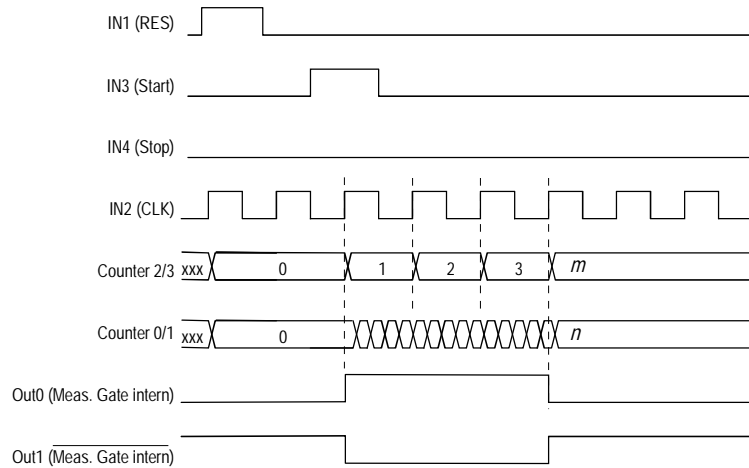 IN1 (RES)
IN3 (Start)
IN4 (Stop)
IN2 (CLK)
Counter 2/3 xxx 0 1 2 3 m
Counter 0/1 xxx 0 n
Out0 (Meas. Gate intern)
Out1 (Meas. Gate intern)